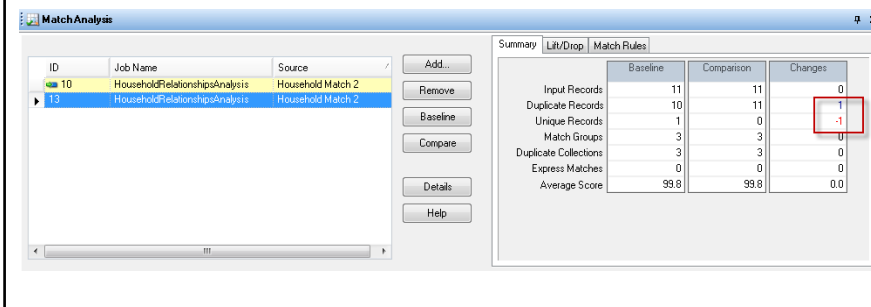 Match Analysis
Summary Lift/Drop Match Rules
ID Job Name Source
10 HouseholdRelationshipsAnalysis Household Match 2
13 HouseholdRelationshipsAnalysis Household Match 2
Add...
Remove
Baseline
Compare
Details
Help
Baseline Comparison Changes
Input Records 11 11 0
Duplicate Records 10 11 1
Unique Records 1 0 -1
Match Groups 3 3 0
Duplicate Collections 3 3 0
Express Matches 0 0 0
Average Score 99.8 99.8 0.0